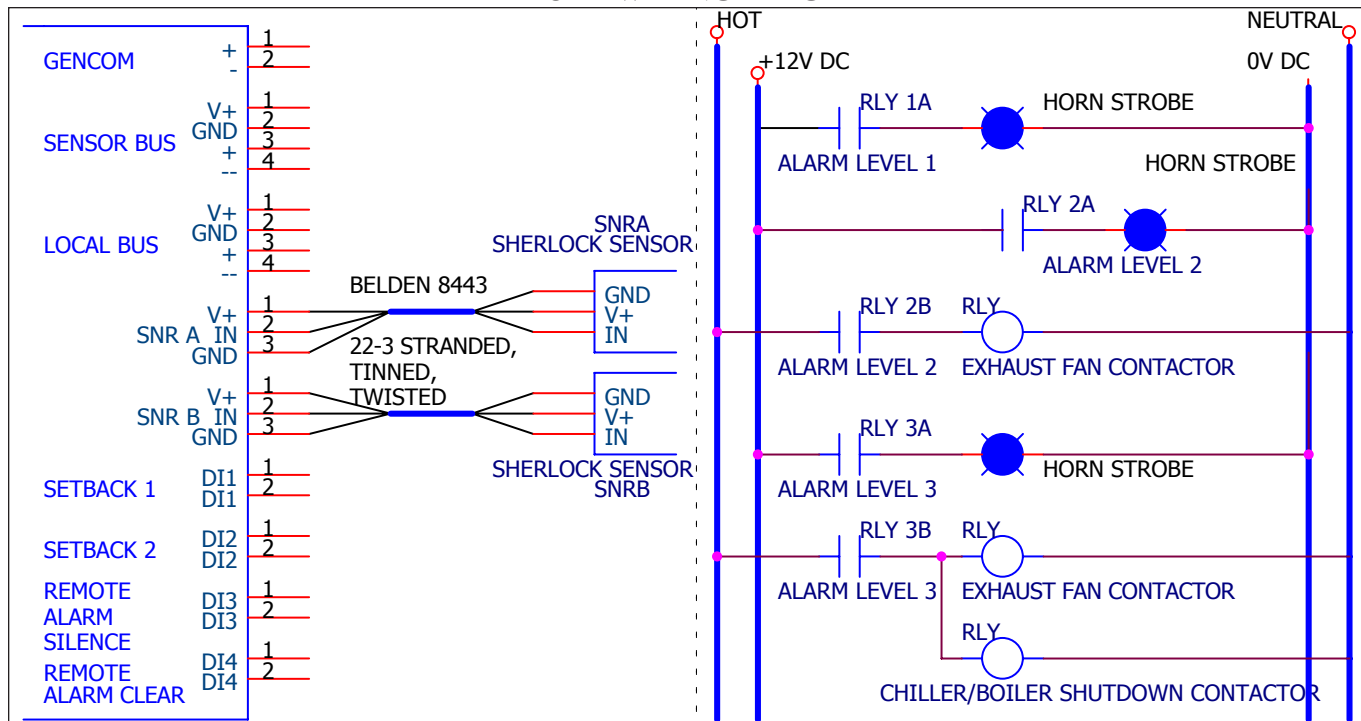 GENCOM
+ 1
- 2
SENSOR BUS
V+ 1
GND 2
+ 3
-- 4
LOCAL BUS
V+ 1
GND 2
+ 3
-- 4
SNR A
V+ 1
IN 2
GND 3
SNR B
V+ 1
IN 2
GND 3
SETBACK 1
DI1 1
DI1 2
SETBACK 2
DI2 1
DI2 2
REMOTE
ALARM
SILENCE
DI3 1
DI3 2
REMOTE
ALARM CLEAR
DI4 1
DI4 2
BELDEN 8443
22-3 STRANDED,
TINNED,
TWISTED
SNRA
SHERLOCK SENSOR
GND
V+
IN
GND
V+
IN
SHERLOCK SENSOR
SNRB
HOT
NEUTRAL
+12V DC
0V DC
RLY 1A
HORN STROBE
ALARM LEVEL 1
HORN STROBE
RLY 2A
ALARM LEVEL 2
RLY 2B
RLY
ALARM LEVEL 2
EXHAUST FAN CONTACTOR
RLY 3A
HORN STROBE
ALARM LEVEL 3
RLY 3B
RLY
ALARM LEVEL 3
EXHAUST FAN CONTACTOR
RLY
CHILLER/BOILER SHUTDOWN CONTACTOR